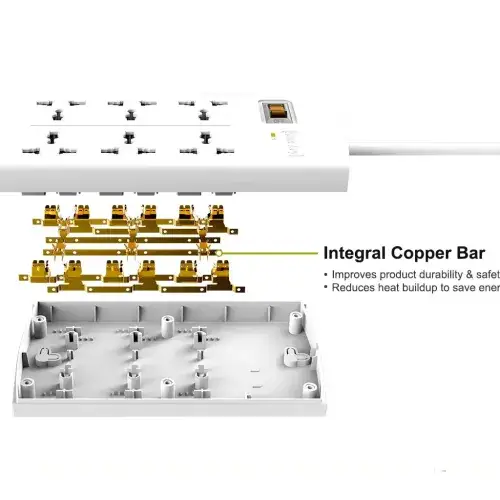 Integral Copper Bar
• Improves product durability & safet
• Reduces heat buildup to save ener